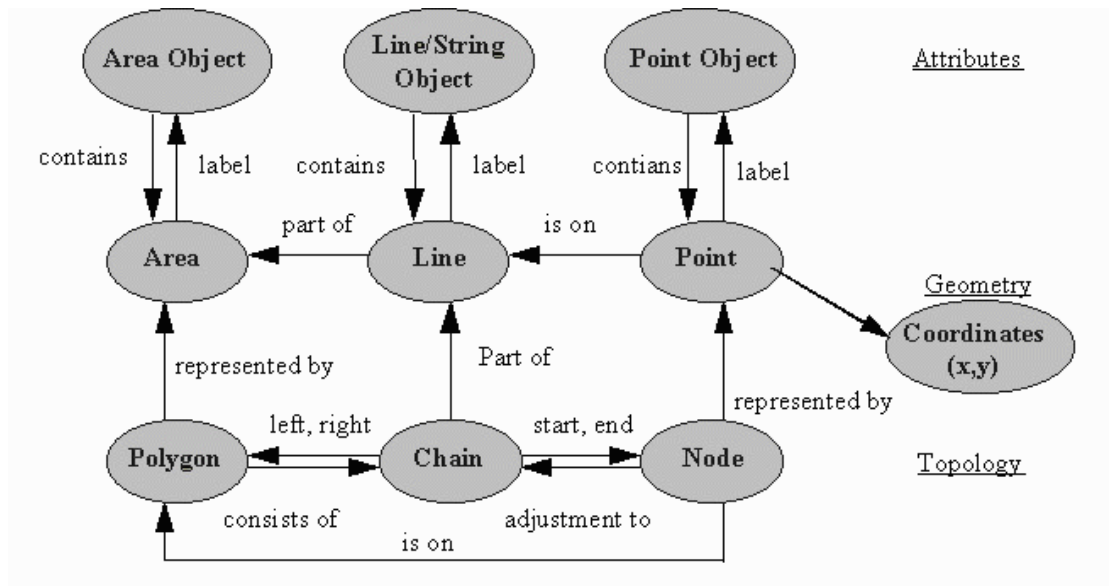 Area Object
Line/String
Object
Point Object
Attributes
contains
label
contains
label
contians
label
part of
is on
Area
Line
Point
Geometry
Coordinates
(x,y)
represented by
Part of
represented by
left, right
start, end
Polygon
Chain
Node
Topology
consists of
adjustment to
is on